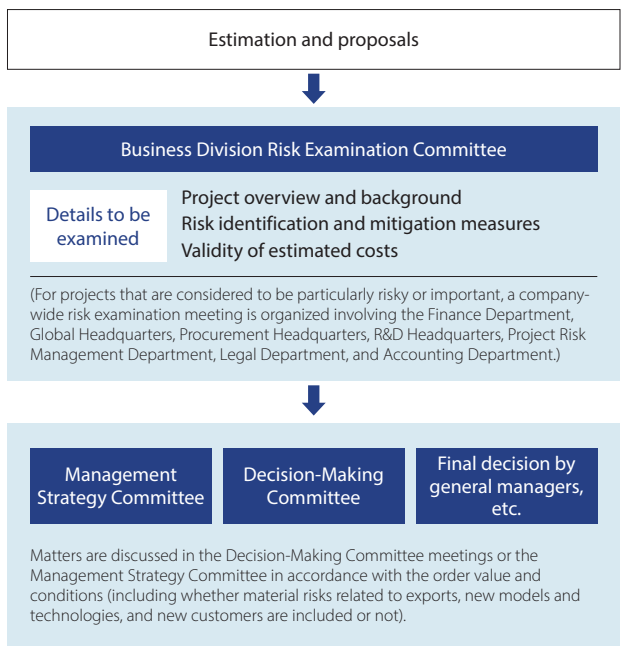 Estimation and proposals
Business Division Risk Examination Committee
Details to be
examined
Project overview and background
Risk identification and mitigation measures
Validity of estimated costs
(For projects that are considered to be particularly risky or important, a company-
wide risk examination meeting is organized involving the Finance Department,
Global Headquarters, Procurement Headquarters, R&D Headquarters, Project Risk
Management Department, Legal Department, and Accounting Department.)
Management
Strategy Committee
Decision-Making
Committee
Final decision by
general managers,
etc.
Matters are discussed in the Decision-Making Committee meetings or the
Management Strategy Committee in accordance with the order value and
conditions (including whether material risks related to exports, new models and
technologies, and new customers are included or not).